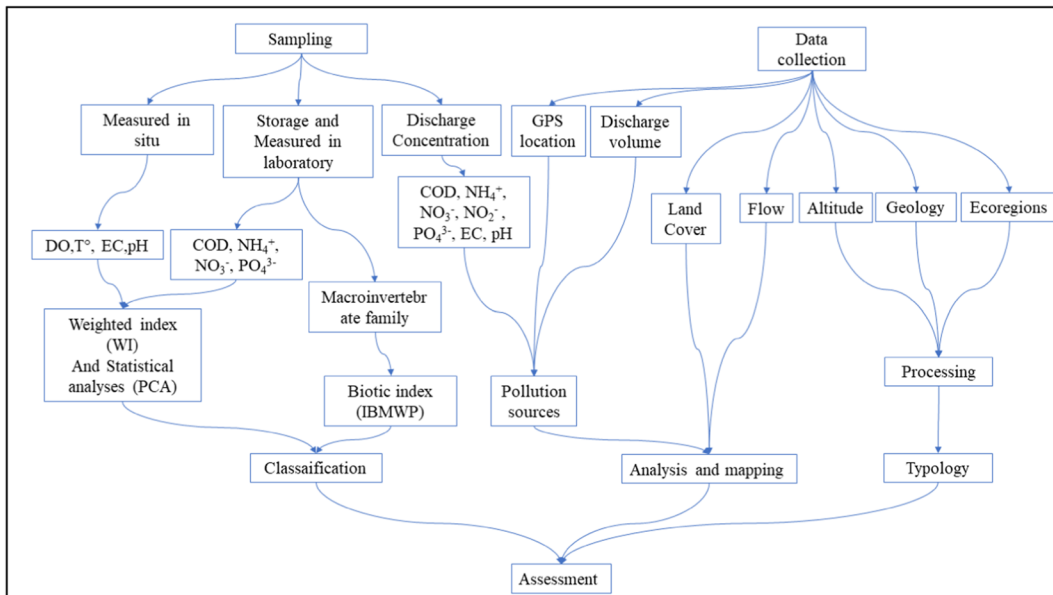 Sampling
Data
collection
Measured in
situ
Storage and
Measured in
laboratory
Discharge
Concentration
GPS
location
Discharge
volume
COD, NH₄⁺,
NO₃⁻, NO₂⁻ ,
PO₄³⁻, EC, pH
Land
Cover
Flow
Altitude
Geology
Ecoregions
DO,T°, EC,pH
COD, NH₄⁺,
NO₃⁻, PO₄³⁻
Macroinvertebr
ate family
Weighted index
(WI)
And Statistical
analyses (PCA)
Biotic index
(IBMWP)
Pollution
sources
Processing
Classaification
Analysis and mapping
Typology
Assessment